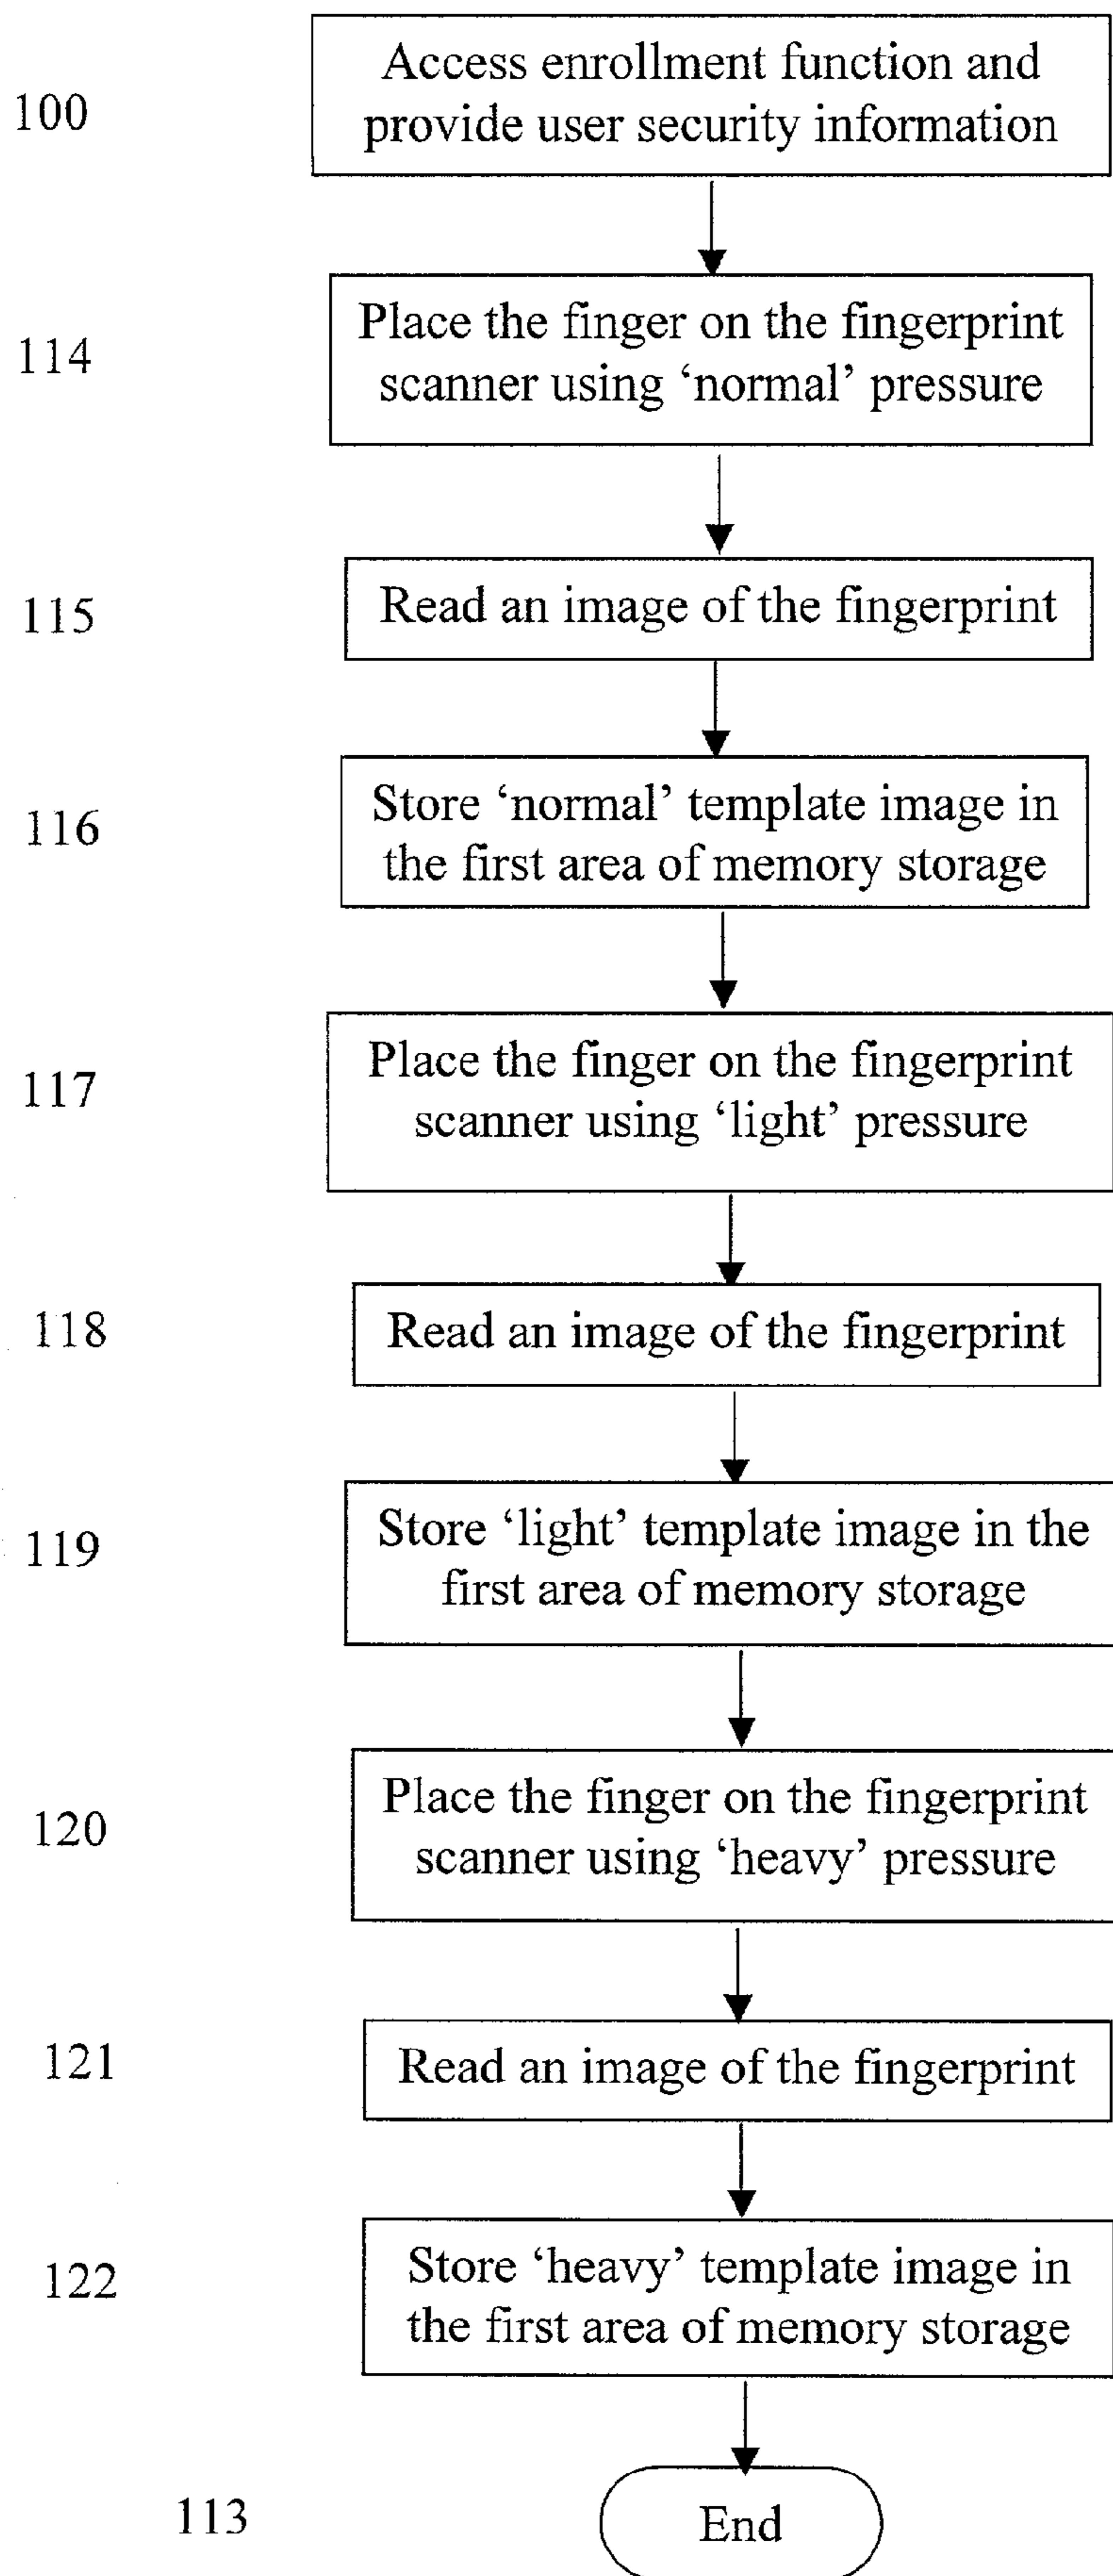 Access enrollment function and
100
provide user security information
Place the finger on the fingerprint
114
scanner using ‘normal’ pressure
115
Read an image of the fingerprint
Store ‘normal’ template image in
116
the first area of memory storage
Place the finger on the fingerprint
117
scanner using ‘light’ pressure
118
Read an image of the fingerprint
Store ‘light’ template image in the
119
first area of memory storage
Place the finger on the fingerprint
120
scanner using ‘heavy’ pressure
121
Read an image of the fingerprint
Store ‘heavy’ template image in
122
the first area of memory storage
113
End